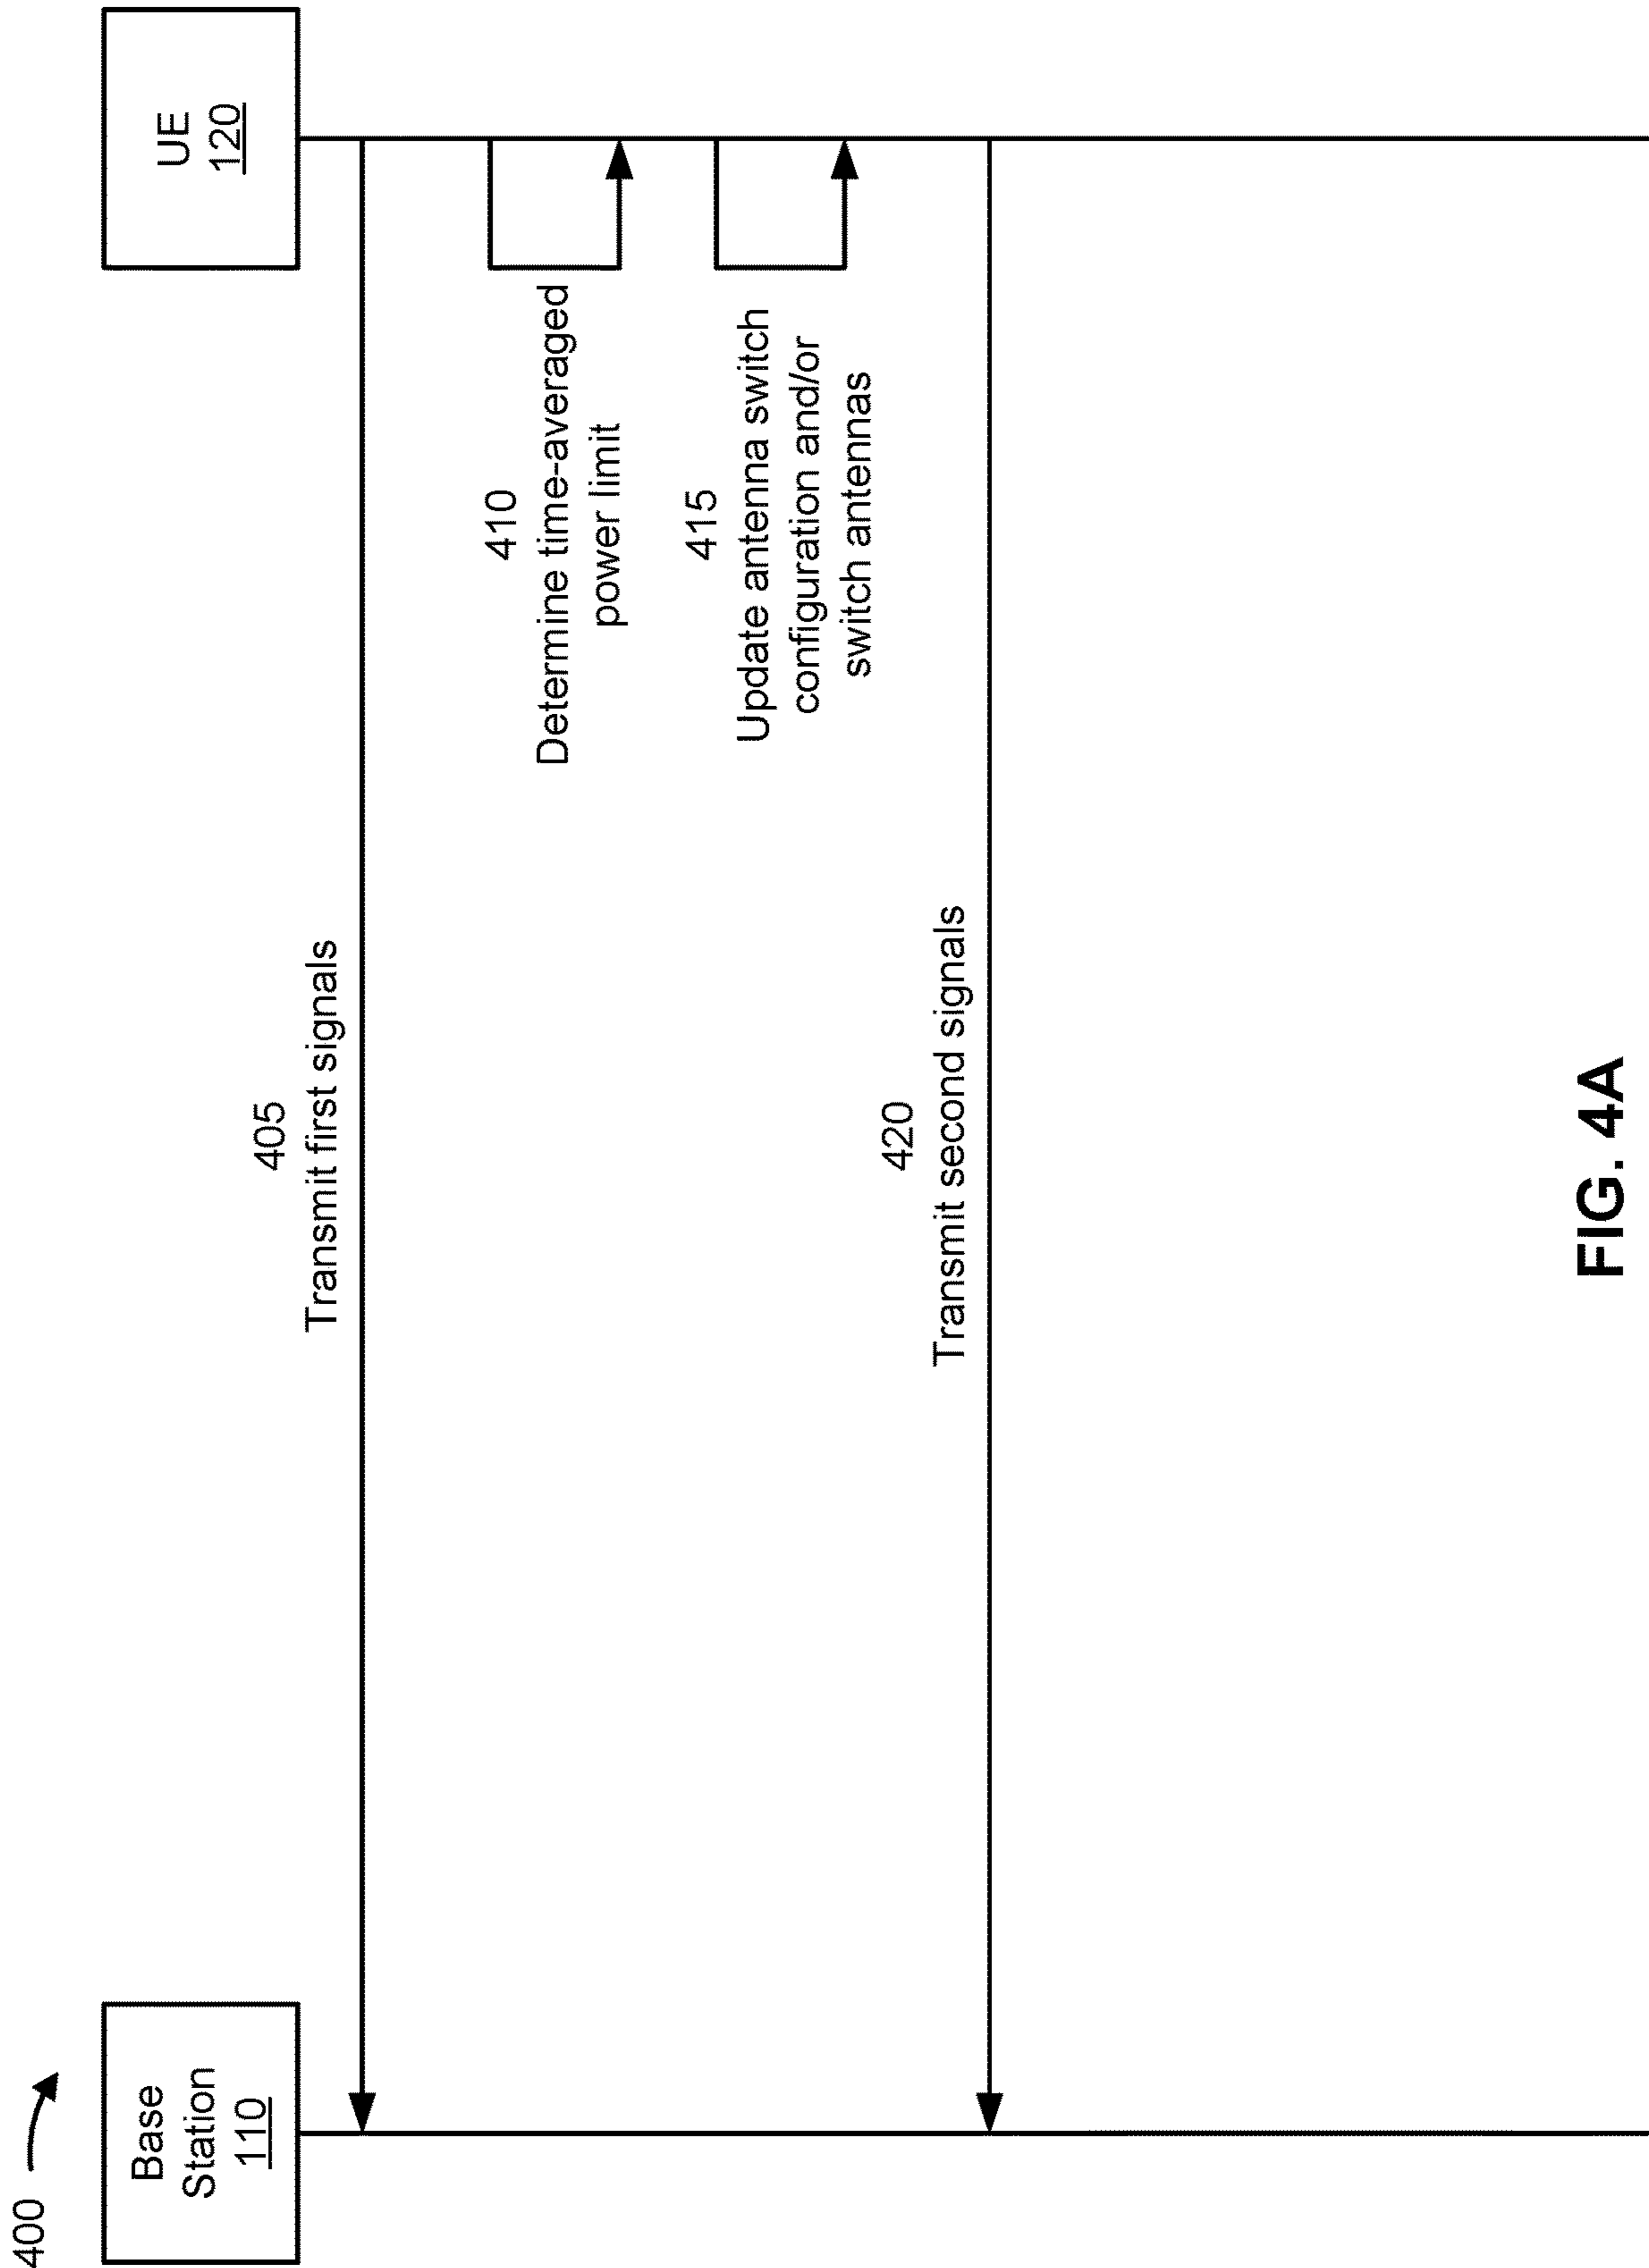 400
Base
Station
110
UE
120
405
Transmit first signals
410
Determine time-averaged
power limit
415
Update antenna switch
configuration and/or
switch antennas
420
Transmit second signals
FIG. 4A